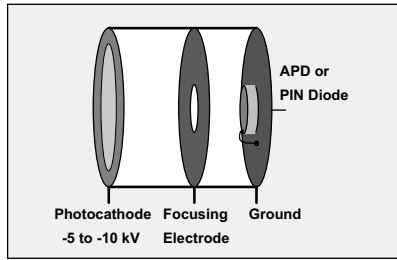 APD or
PIN Diode
Photocathode Focusing Ground
-5 to -10 kV Electrode